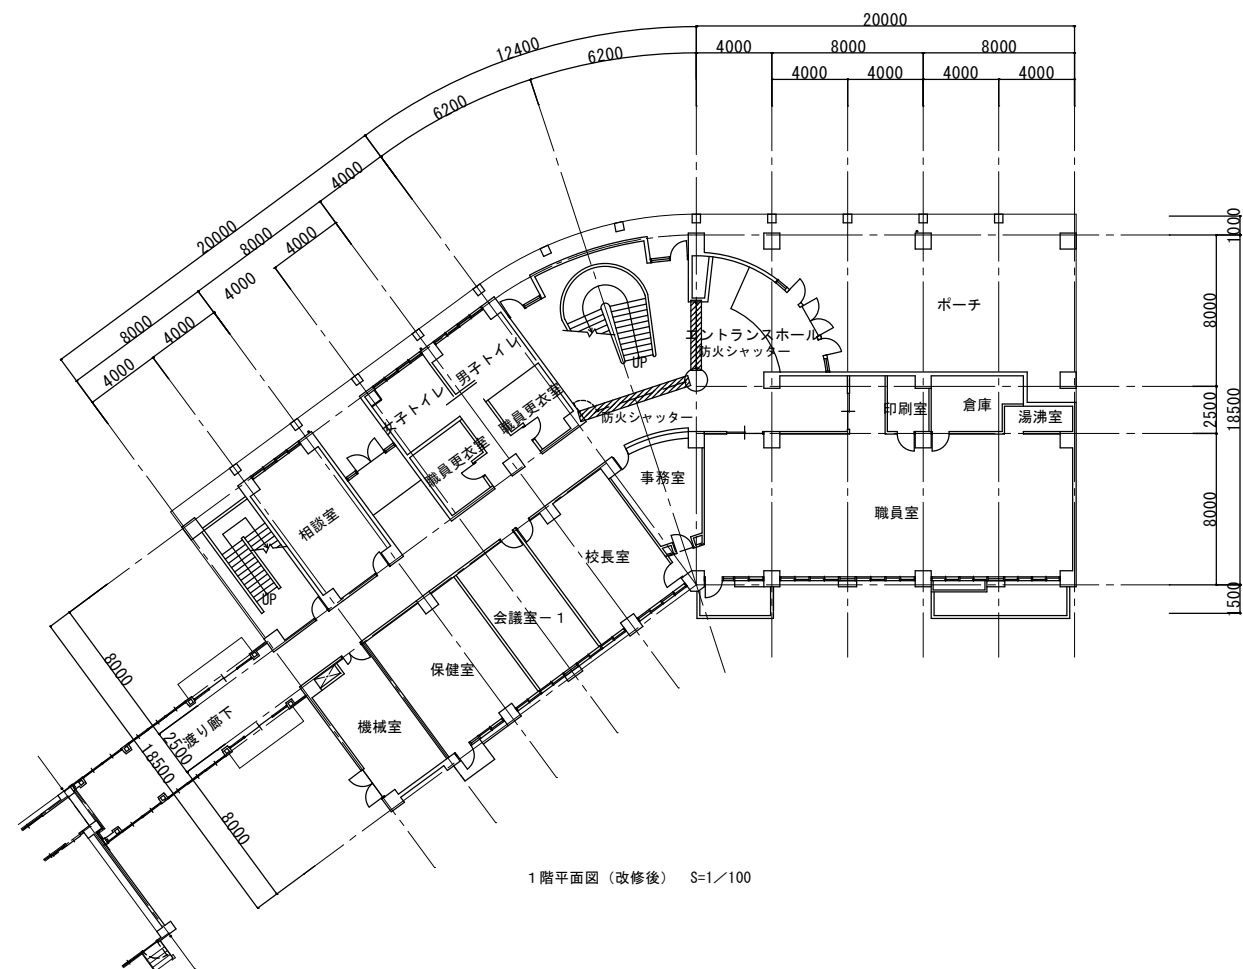 20000
12400
4000
8000
8000
6200
4000
4000
4000
4000
6200
4000
20000
8000
4000
4000
8000
4000
4000
1000
8000
2500
18500
8000
1500
ポーチ
エントランスホール
防火シャッター
UP
男子トイレ
女子トイレ
職員更衣室
職員更衣室
防火シャッター
印刷室
倉庫
湯沸室
事務室
職員室
相談室
校長室
会議室－１
保健室
機械室
UP
渡り廊下
8000
2500
18500
8000
１階平面図（改修後）　S=1／100